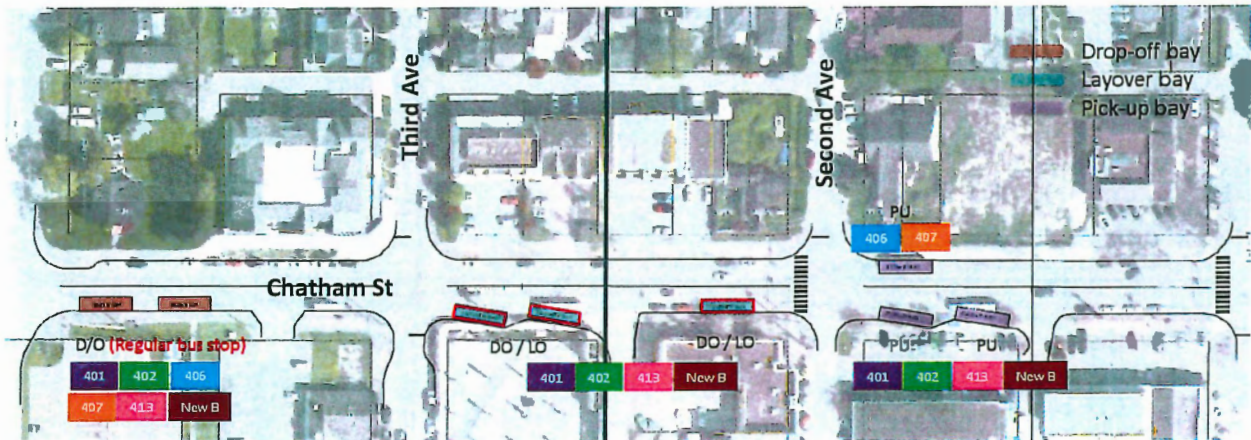 Third Ave
Second Ave
Drop-off bay
Layover bay
Pick-up bay
PU
406 407
Chatham St
D/O (Regular bus stop)
401 402 406
407 413 New B
DO / LO
DO / LO
401 402 413 New B
PU PU
401 402 413 New B